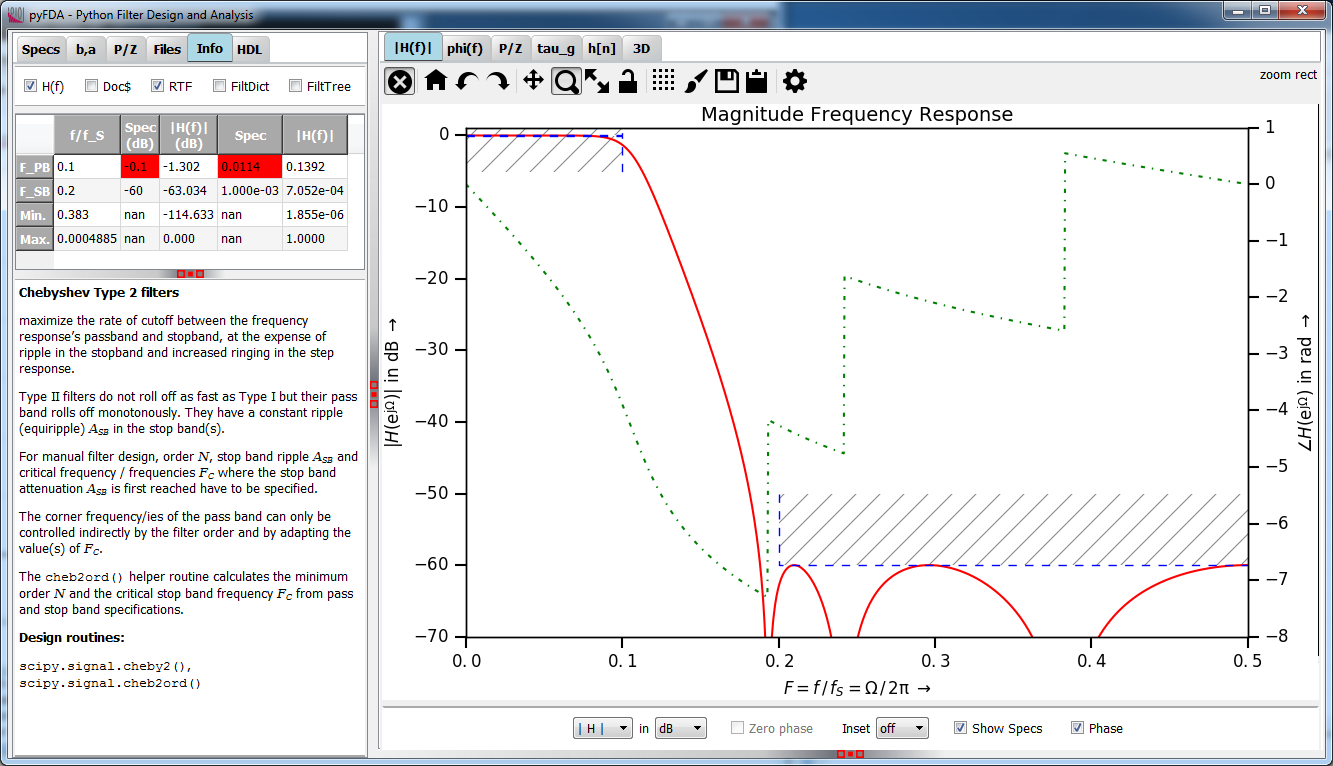 pyFDA - Python Filter Design and Analysis
Specs b,a P/Z Files Info HDL
H(f) Doc$ RTF FiltDict FiltTree
f/f_S Spec (dB) |H(f)| (dB) Spec |H(f)|
F_PB 0.1 -0.1 -1.302 0.0114 0.1392
F_SB 0.2 -60 -63.034 1.000e-03 7.052e-04
Min. 0.383 nan -114.633 nan 1.855e-06
Max. 0.0004885 nan 0.000 nan 1.0000
Chebyshev Type 2 filters
maximize the rate of cutoff between the frequency
response's passband and stopband, at the expense of
ripple in the stopband and increased ringing in the step
response.
Type II filters do not roll off as fast as Type I but their pass
band rolls off monotonously. They have a constant ripple
(equiripple) A_SB in the stop band(s).
For manual filter design, order N, stop band ripple A_SB and
critical frequency / frequencies F_C where the stop band
attenuation A_SB is first reached have to be specified.
The corner frequency/ies of the pass band can only be
controlled indirectly by the filter order and by adapting the
value(s) of F_C.
The cheb2ord() helper routine calculates the minimum
order N and the critical stop band frequency F_C from pass
and stop band specifications.
Design routines:
scipy.signal.cheby2(),
scipy.signal.cheb2ord()
|H(f)| phi(f) P/Z tau_g h[n] 3D
zoom rect
Magnitude Frequency Response
0
−10
−20
−30
−40
−50
−60
−70
|H(e^jΩ)| in dB →
1
0
−1
−2
−3
−4
−5
−6
−7
−8
∠H(e^jΩ) in rad →
0.0 0.1 0.2 0.3 0.4 0.5
F = f/f_S = Ω/2π →
| H | in dB Zero phase Inset off Show Specs Phase